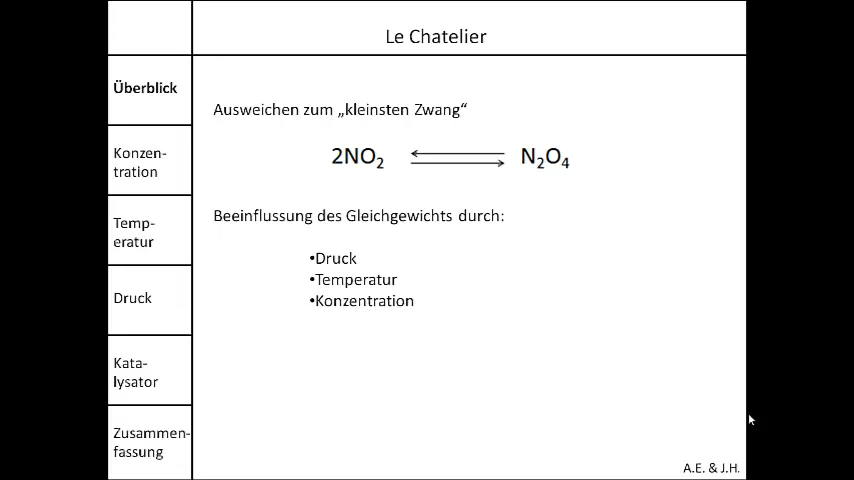 Le Chatelier
Überblick
Konzen-
tration
Temp-
eratur
Druck
Kata-
lysator
Zusammen-
fassung
Ausweichen zum „kleinsten Zwang“
2NO₂ ⇄ N₂O₄
Beeinflussung des Gleichgewichts durch:
•Druck
•Temperatur
•Konzentration
A.E. & J.H.